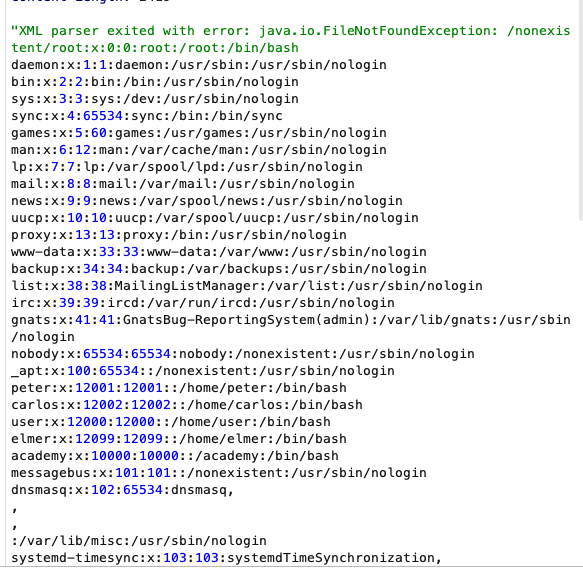 "XML parser exited with error: java.io.FileNotFoundException: /nonexis
tent/root:x:0:0:root:/root:/bin/bash
daemon:x:1:1:daemon:/usr/sbin:/usr/sbin/nologin
bin:x:2:2:bin:/bin:/usr/sbin/nologin
sys:x:3:3:sys:/dev:/usr/sbin/nologin
sync:x:4:65534:sync:/bin:/bin/sync
games:x:5:60:games:/usr/games:/usr/sbin/nologin
man:x:6:12:man:/var/cache/man:/usr/sbin/nologin
lp:x:7:7:lp:/var/spool/lpd:/usr/sbin/nologin
mail:x:8:8:mail:/var/mail:/usr/sbin/nologin
news:x:9:9:news:/var/spool/news:/usr/sbin/nologin
uucp:x:10:10:uucp:/var/spool/uucp:/usr/sbin/nologin
proxy:x:13:13:proxy:/bin:/usr/sbin/nologin
www-data:x:33:33:www-data:/var/www:/usr/sbin/nologin
backup:x:34:34:backup:/var/backups:/usr/sbin/nologin
list:x:38:38:MailingListManager:/var/list:/usr/sbin/nologin
irc:x:39:39:ircd:/var/run/ircd:/usr/sbin/nologin
gnats:x:41:41:GnatsBug-ReportingSystem(admin):/var/lib/gnats:/usr/sbin
/nologin
nobody:x:65534:65534:nobody:/nonexistent:/usr/sbin/nologin
_apt:x:100:65534::/nonexistent:/usr/sbin/nologin
peter:x:12001:12001::/home/peter:/bin/bash
carlos:x:12002:12002::/home/carlos:/bin/bash
user:x:12000:12000::/home/user:/bin/bash
elmer:x:12099:12099::/home/elmer:/bin/bash
academy:x:10000:10000::/academy:/bin/bash
messagebus:x:101:101::/nonexistent:/usr/sbin/nologin
dnsmasq:x:102:65534:dnsmasq,
,
,
:/var/lib/misc:/usr/sbin/nologin
systemd-timesync:x:103:103:systemdTimeSynchronization,